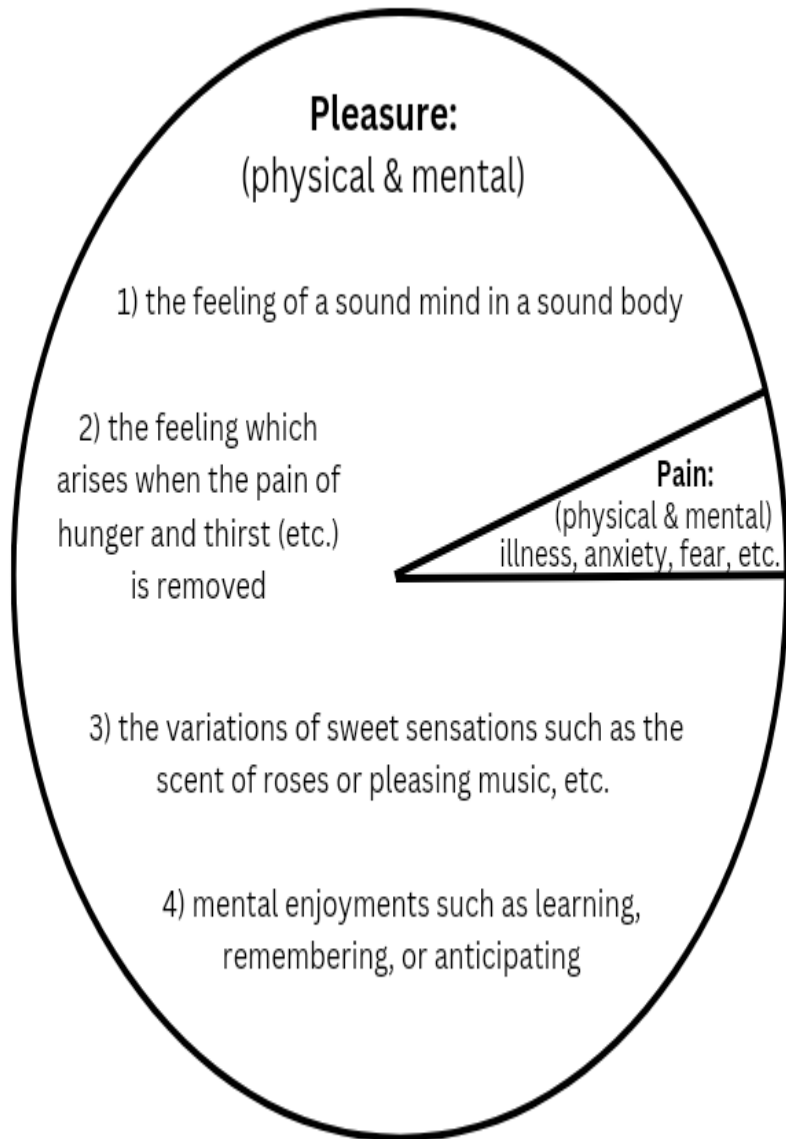 Pleasure:
(physical & mental)
1) the feeling of a sound mind in a sound body
2) the feeling which
arises when the pain of
hunger and thirst (etc.)
is removed
Pain:
(physical & mental)
illness, anxiety, fear, etc.
3) the variations of sweet sensations such as the
scent of roses or pleasing music, etc.
4) mental enjoyments such as learning,
remembering, or anticipating